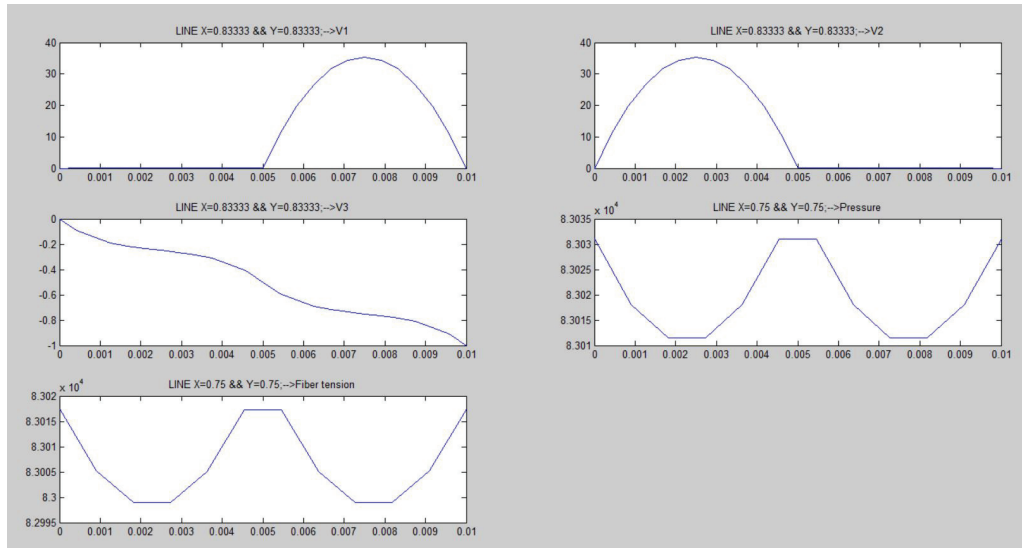 LINE X=0.83333 && Y=0.83333;-->V1
40
30
20
10
0
0 0.001 0.002 0.003 0.004 0.005 0.006 0.007 0.008 0.009 0.01
LINE X=0.83333 && Y=0.83333;-->V2
40
30
20
10
0
0 0.001 0.002 0.003 0.004 0.005 0.006 0.007 0.008 0.009 0.01
LINE X=0.83333 && Y=0.83333;-->V3
0
-0.2
-0.4
-0.6
-0.8
-1
0 0.001 0.002 0.003 0.004 0.005 0.006 0.007 0.008 0.009 0.01
x 10^4
LINE X=0.75 && Y=0.75;-->Pressure
8.3035
8.303
8.3025
8.302
8.3015
8.301
0 0.001 0.002 0.003 0.004 0.005 0.006 0.007 0.008 0.009 0.01
x 10^4
LINE X=0.75 && Y=0.75;-->Fiber tension
8.302
8.3015
8.301
8.3005
8.3
8.2995
0 0.001 0.002 0.003 0.004 0.005 0.006 0.007 0.008 0.009 0.01